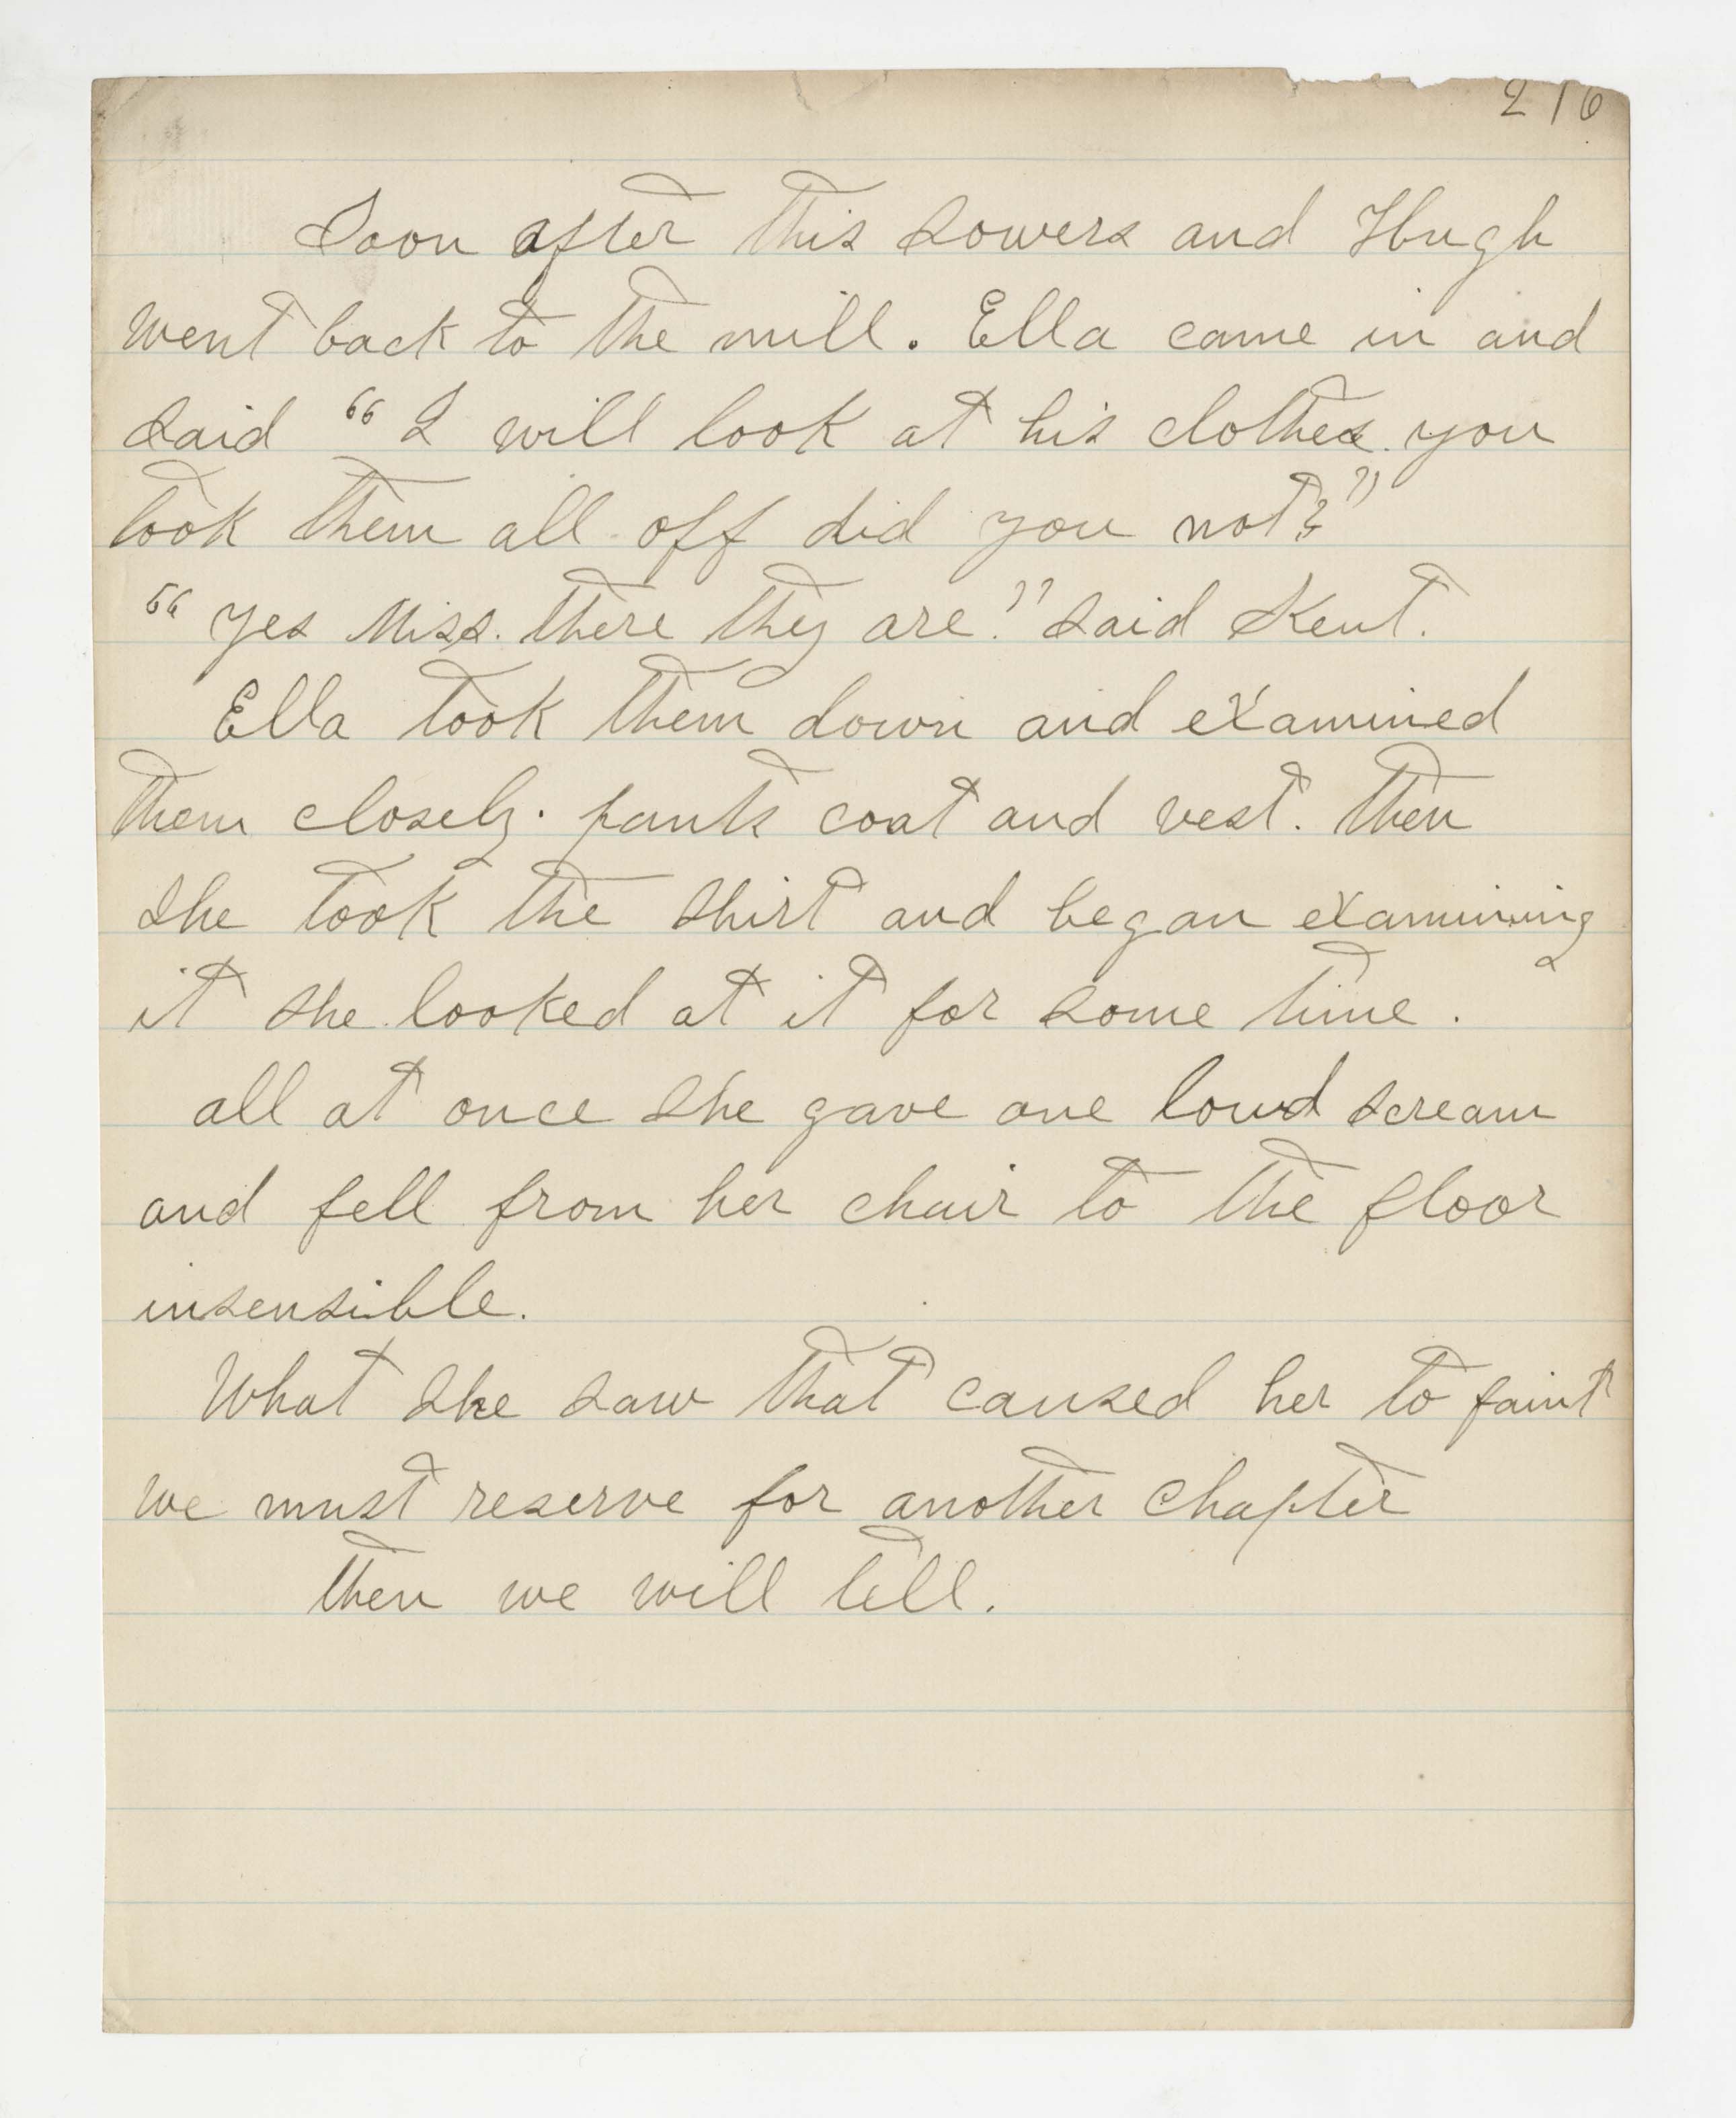 216
Soon after this Sowers and Hugh
went back to the mill. Ella came in and
said "I will look at his clothes. you
took them all off did you not?"
"yes Miss. there they are." said Kent.
Ella took them down and examined
them closely. pants coat and vest. then
she took the shirt and began examining
it she looked at it for some time.
all at once she gave one loud scream
and fell from her chair to the floor
insensible.
What she saw that caused her to faint
we must reserve for another chapter
then we will tell.